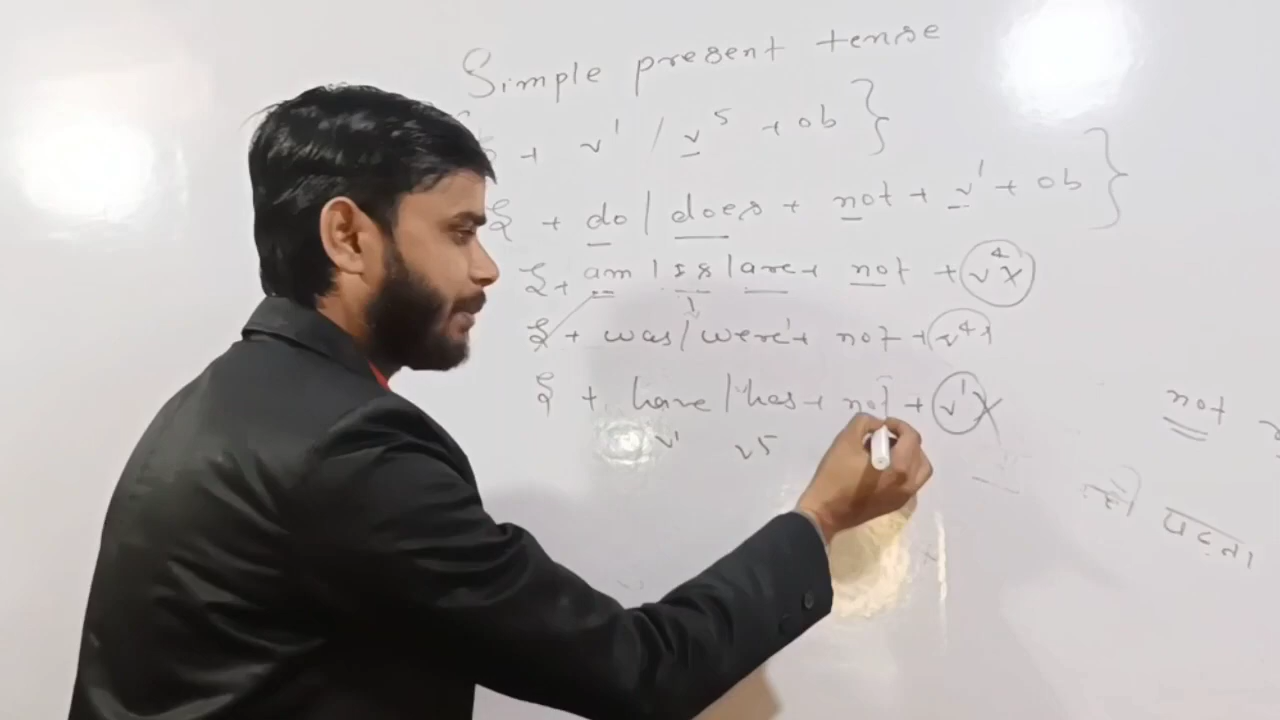 Simple present tense
+ v¹ / v⁵ + ob }
ξ + do / does + not + v¹ + ob }
ξ + am / is / are + not + v⁴ x
ξ + was / were + not + v⁴
ξ + have / has + not + v¹ x
v¹ v5
not
पढ़ता